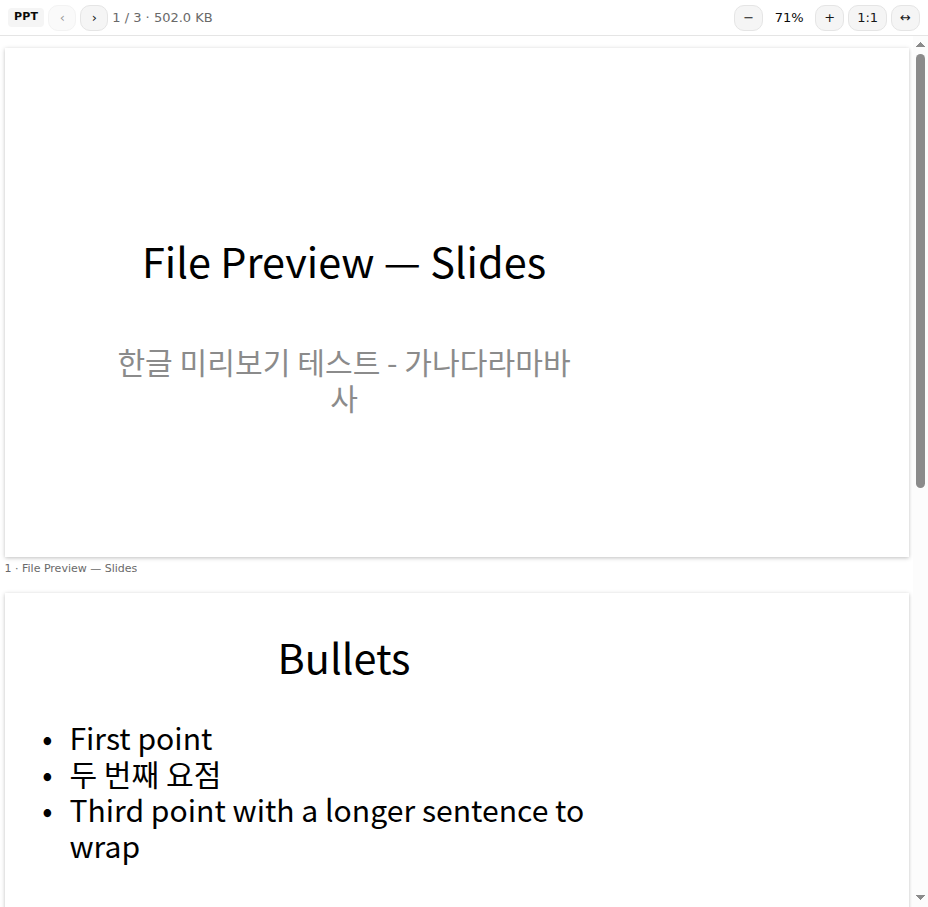 PPT ‹ › 1 / 3 · 502.0 KB − 71% + 1:1 ↔
File Preview — Slides
한글 미리보기 테스트 - 가나다라마바
사
1 · File Preview — Slides
Bullets
• First point
• 두 번째 요점
• Third point with a longer sentence to
wrap